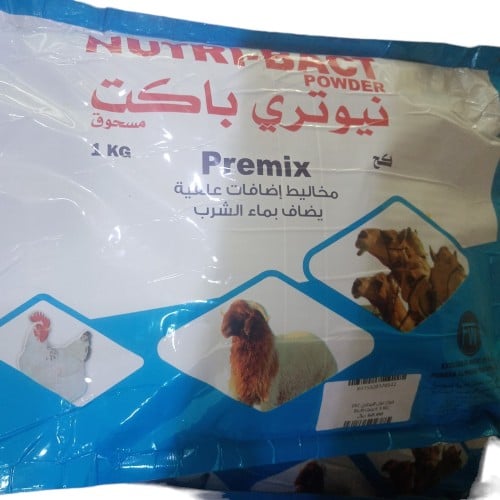 NUTRI-BACT
POWDER
نيوتري باكت
مسحوق
1 KG
كج
Premix
مخاليط إضافات علفية
يضاف بماء الشرب